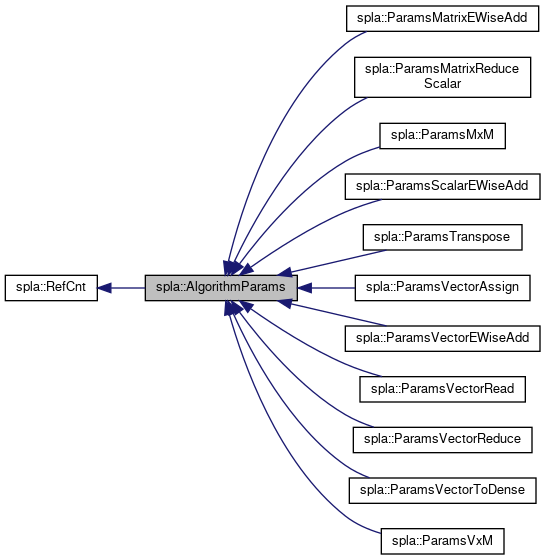 spla::ParamsMatrixEWiseAdd
spla::ParamsMatrixReduce
Scalar
spla::ParamsMxM
spla::ParamsScalarEWiseAdd
spla::ParamsTranspose
spla::RefCnt
spla::AlgorithmParams
spla::ParamsVectorAssign
spla::ParamsVectorEWiseAdd
spla::ParamsVectorRead
spla::ParamsVectorReduce
spla::ParamsVectorToDense
spla::ParamsVxM